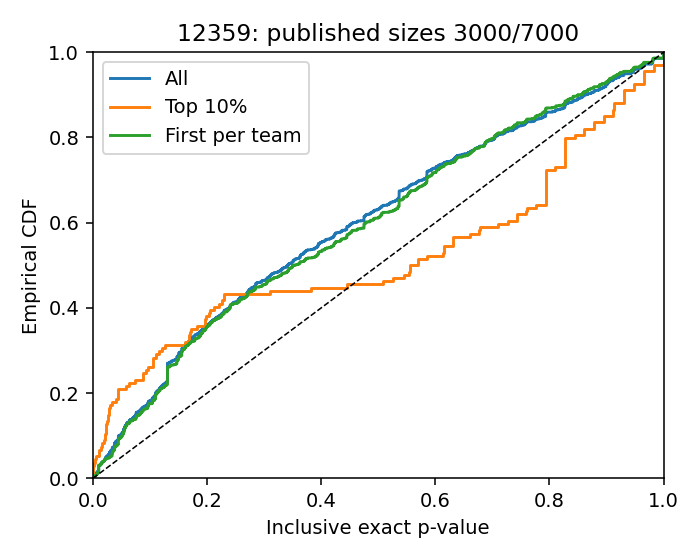 12359: published sizes 3000/7000
All
Top 10%
First per team
Empirical CDF
1.0
0.8
0.6
0.4
0.2
0.0
0.0 0.2 0.4 0.6 0.8 1.0
Inclusive exact p-value